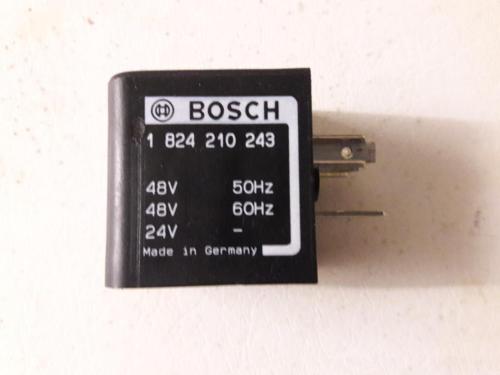 BOSCH
1 824 210 243
48V 50Hz
48V 60Hz
24V -
Made in Germany